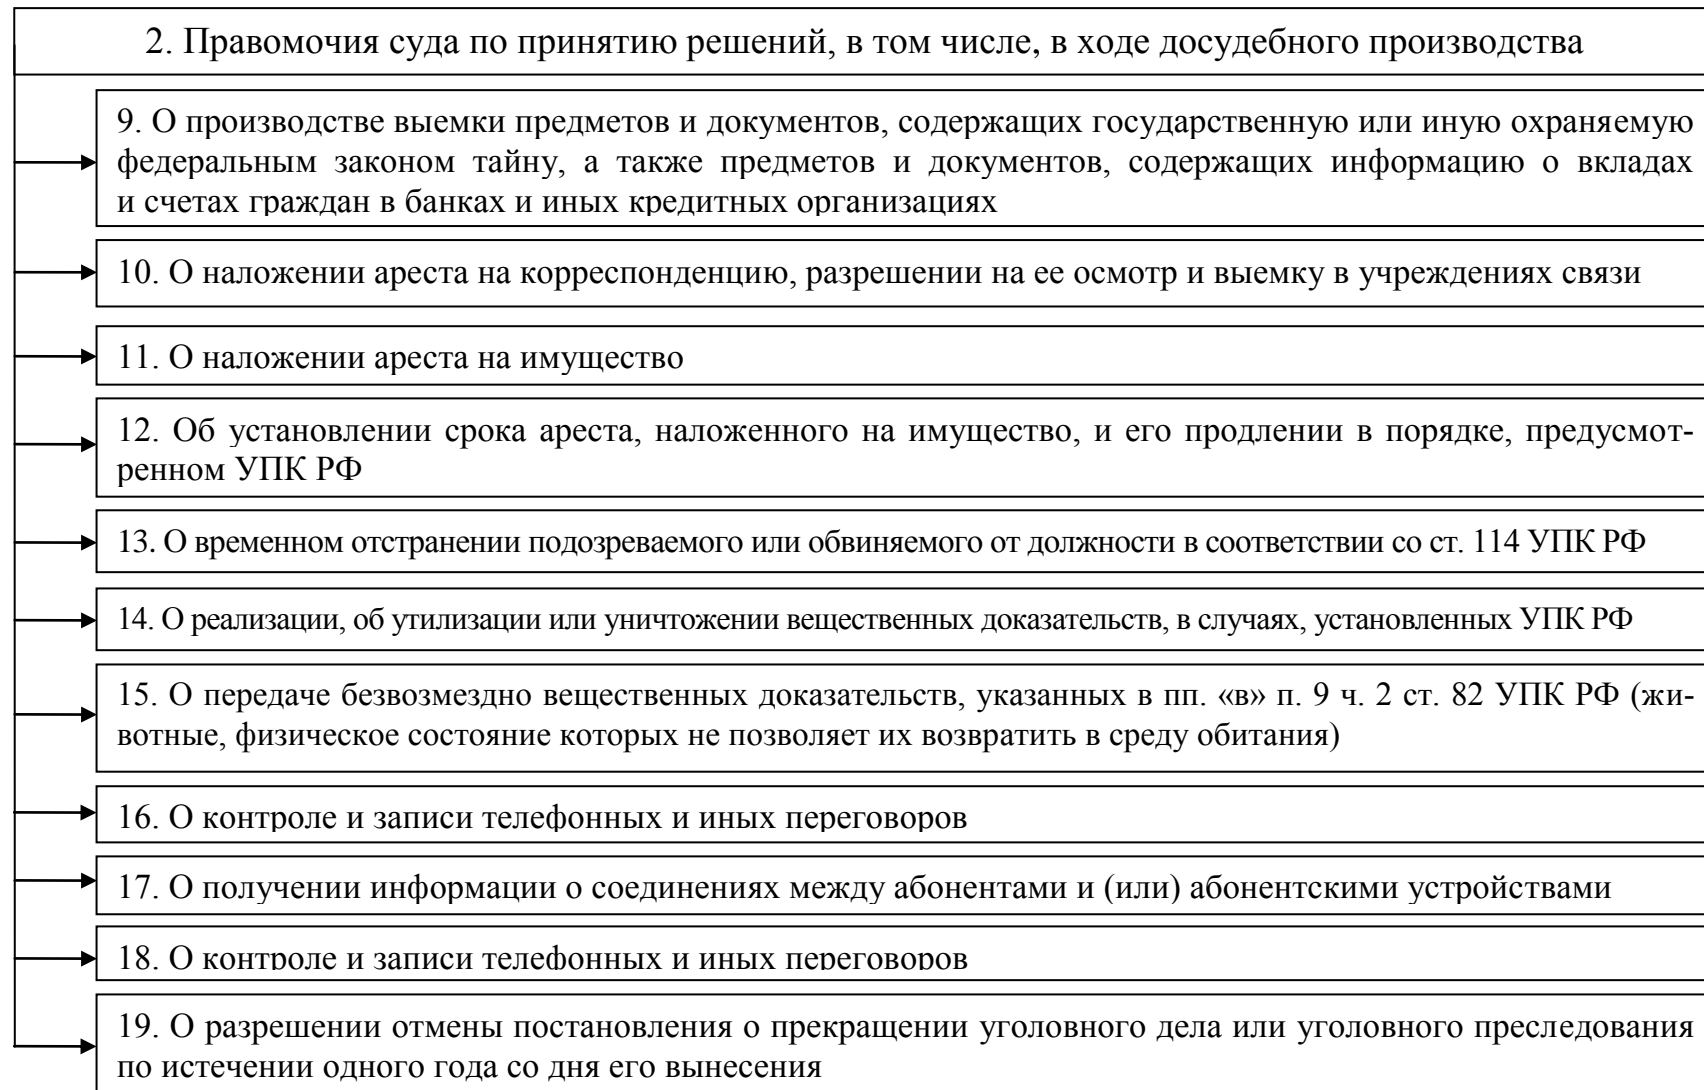 2. Правомочия суда по принятию решений, в том числе, в ходе досудебного производства
9. О производстве выемки предметов и документов, содержащих государственную или иную охраняемую
федеральным законом тайну, а также предметов и документов, содержащих информацию о вкладах
и счетах граждан в банках и иных кредитных организациях
10. О наложении ареста на корреспонденцию, разрешении на ее осмотр и выемку в учреждениях связи
11. О наложении ареста на имущество
12. Об установлении срока ареста, наложенного на имущество, и его продлении в порядке, предусмот-
ренном УПК РФ
13. О временном отстранении подозреваемого или обвиняемого от должности в соответствии со ст. 114 УПК РФ
14. О реализации, об утилизации или уничтожении вещественных доказательств, в случаях, установленных УПК РФ
15. О передаче безвозмездно вещественных доказательств, указанных в пп. «в» п. 9 ч. 2 ст. 82 УПК РФ (жи-
вотные, физическое состояние которых не позволяет их возвратить в среду обитания)
16. О контроле и записи телефонных и иных переговоров
17. О получении информации о соединениях между абонентами и (или) абонентскими устройствами
18. О контроле и записи телефонных и иных переговоров
19. О разрешении отмены постановления о прекращении уголовного дела или уголовного преследования
по истечении одного года со дня его вынесения